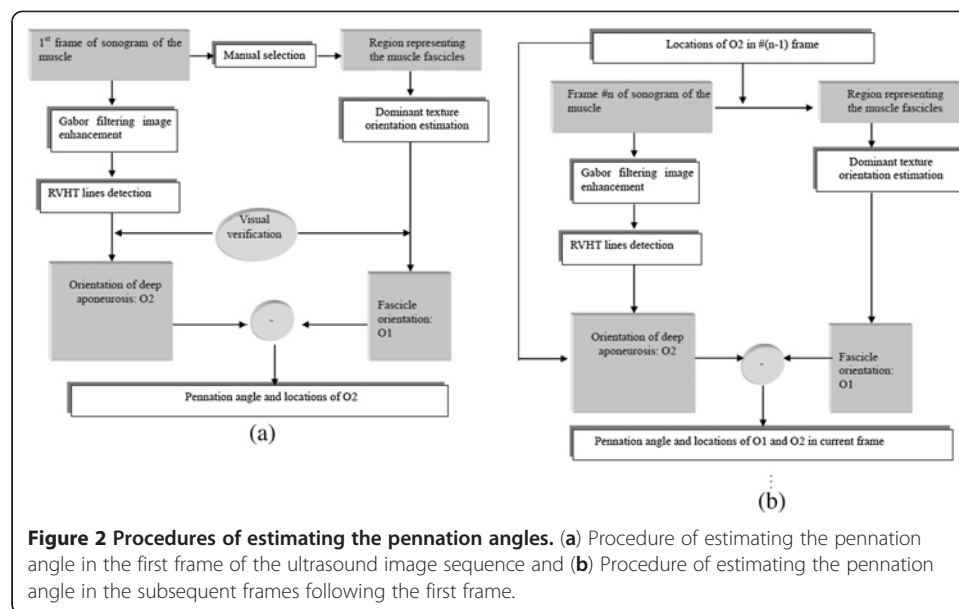 1st frame of sonogram of the
muscle
Manual selection
Region representing
the muscle fascicles
Gabor filtering image
enhancement
Dominant texture
orientation estimation
RVHT lines detection
Visual
verification
Orientation of deep
aponeurosis: O2
-
Fascicle
orientation:
O1
Pennation angle and locations of O2
(a)
Locations of O2 in #(n-1) frame
Frame #n of sonogram of the
muscle
Region representing
the muscle fascicles
Gabor filtering image
enhancement
Dominant texture
orientation estimation
RVHT lines detection
Orientation of deep
aponeurosis: O2
-
Fascicle
orientation:
O1
Pennation angle and locations of O1 and O2 in current frame
(b)
Figure 2 Procedures of estimating the pennation angles. (a) Procedure of estimating the pennation
angle in the first frame of the ultrasound image sequence and (b) Procedure of estimating the pennation
angle in the subsequent frames following the first frame.